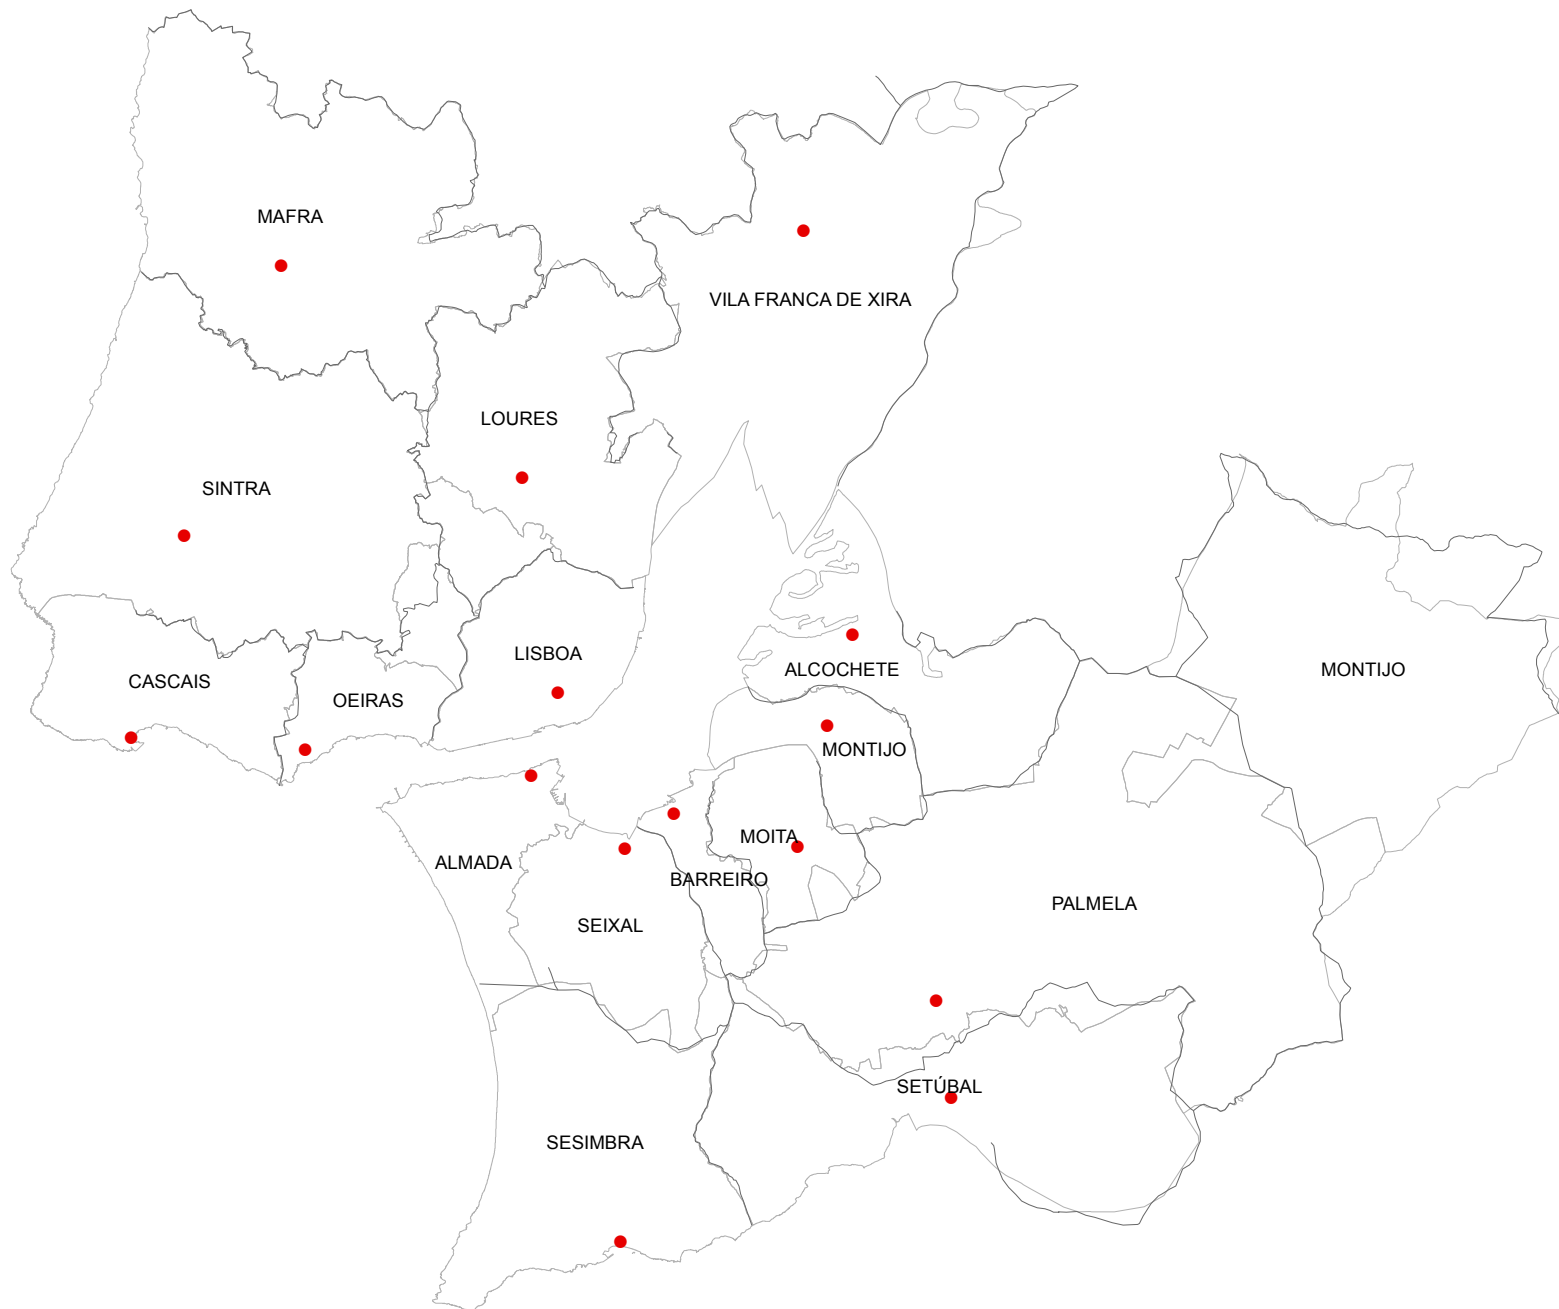 MAFRA
VILA FRANCA DE XIRA
LOURES
SINTRA
LISBOA
ALCOCHETE
MONTIJO
CASCAIS
OEIRAS
MONTIJO
MOITA
ALMADA
BARREIRO
PALMELA
SEIXAL
SETÚBAL
SESIMBRA